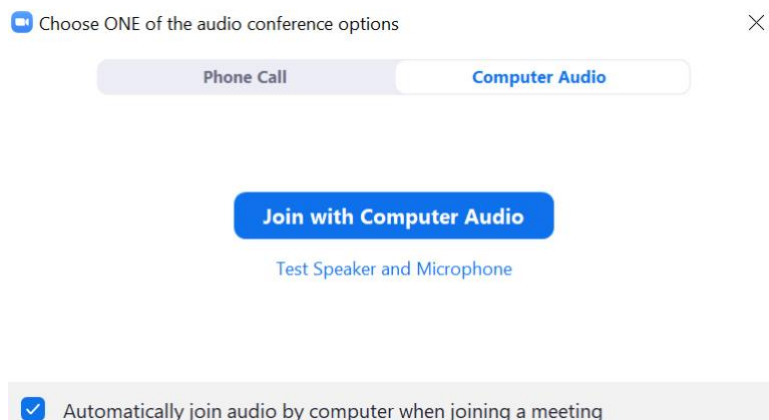 Choose ONE of the audio conference options
Phone Call
Computer Audio
Join with Computer Audio
Test Speaker and Microphone
Automatically join audio by computer when joining a meeting